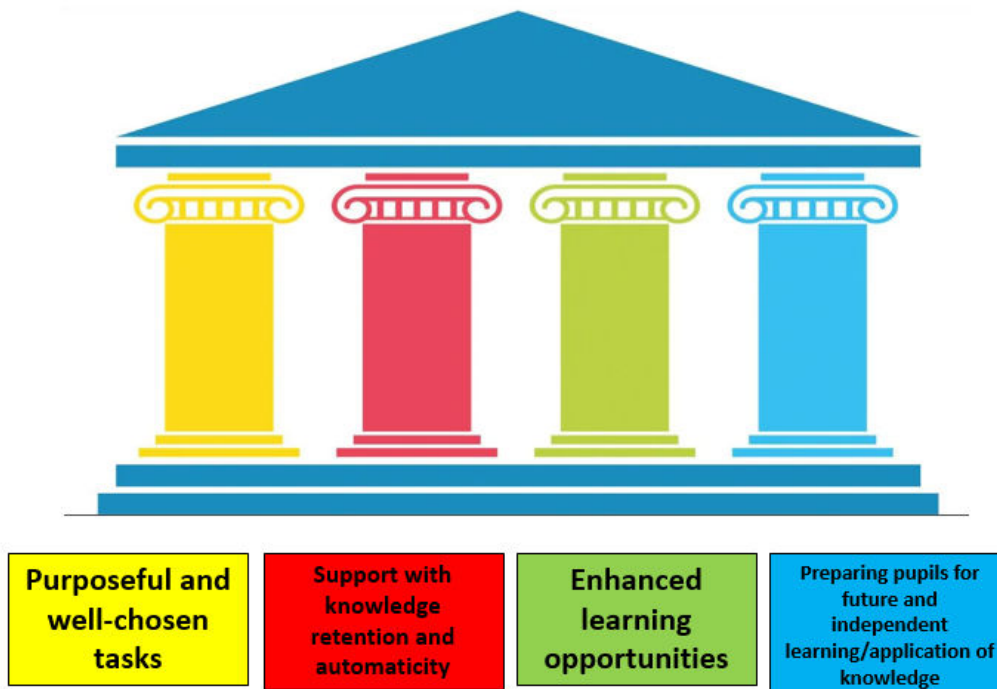 Purposeful and
well-chosen
tasks
Support with
knowledge
retention and
automaticity
Enhanced
learning
opportunities
Preparing pupils for
future and
independent
learning/application of
knowledge